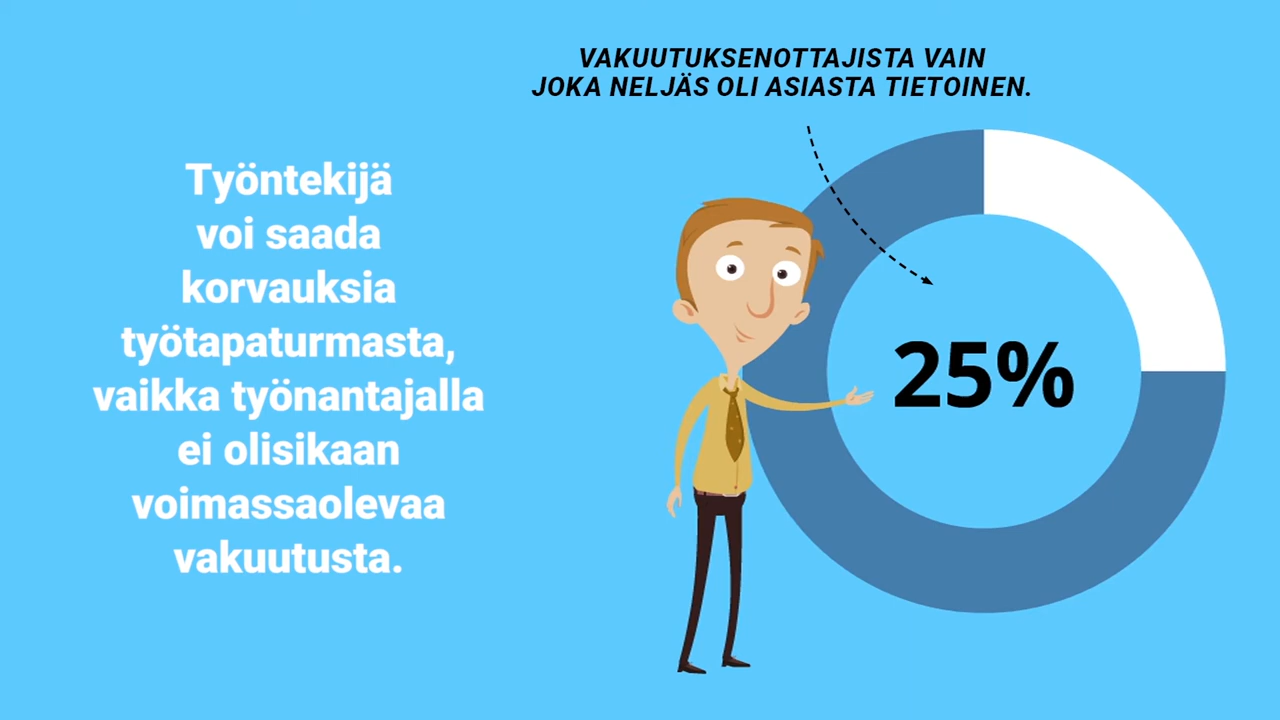 VAKUUTUKSENOTTAJISTA VAIN
JOKA NELJÄS OLI ASIASTA TIETOINEN.
Työntekijä
voi saada
korvauksia
työtapaturmasta,
vaikka työnantajalla
ei olisikaan
voimassaolevaa
vakuutusta.
25%